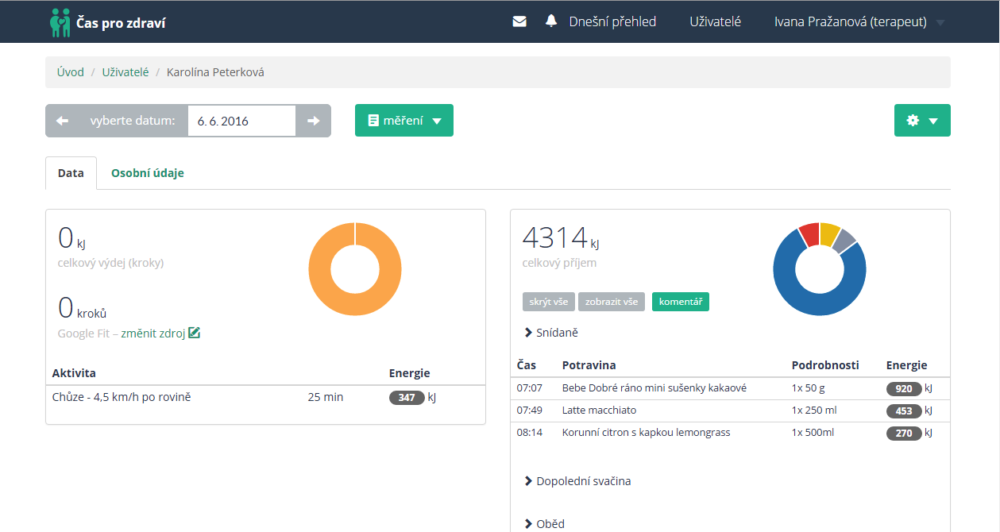 Čas pro zdraví
Dnešní přehled Uživatelé Ivana Pražanová (terapeut)
Úvod / Uživatelé / Karolína Peterková
vyberte datum: 6. 6. 2016 měření
Data Osobní údaje
0 kJ
celkový výdej (kroky)
0 kroků
Google Fit – změnit zdroj
Aktivita Energie
Chůze - 4,5 km/h po rovině 25 min 347 kJ
4314 kJ
celkový příjem
skrýt vše zobrazit vše komentář
Snídaně
Čas Potravina Podrobnosti Energie
07:07 Bebe Dobré ráno mini sušenky kakaové 1x 50 g 920 kJ
07:49 Latte macchiato 1x 250 ml 453 kJ
08:14 Korunní citron s kapkou lemongrass 1x 500ml 270 kJ
Dopolední svačina
Oběd